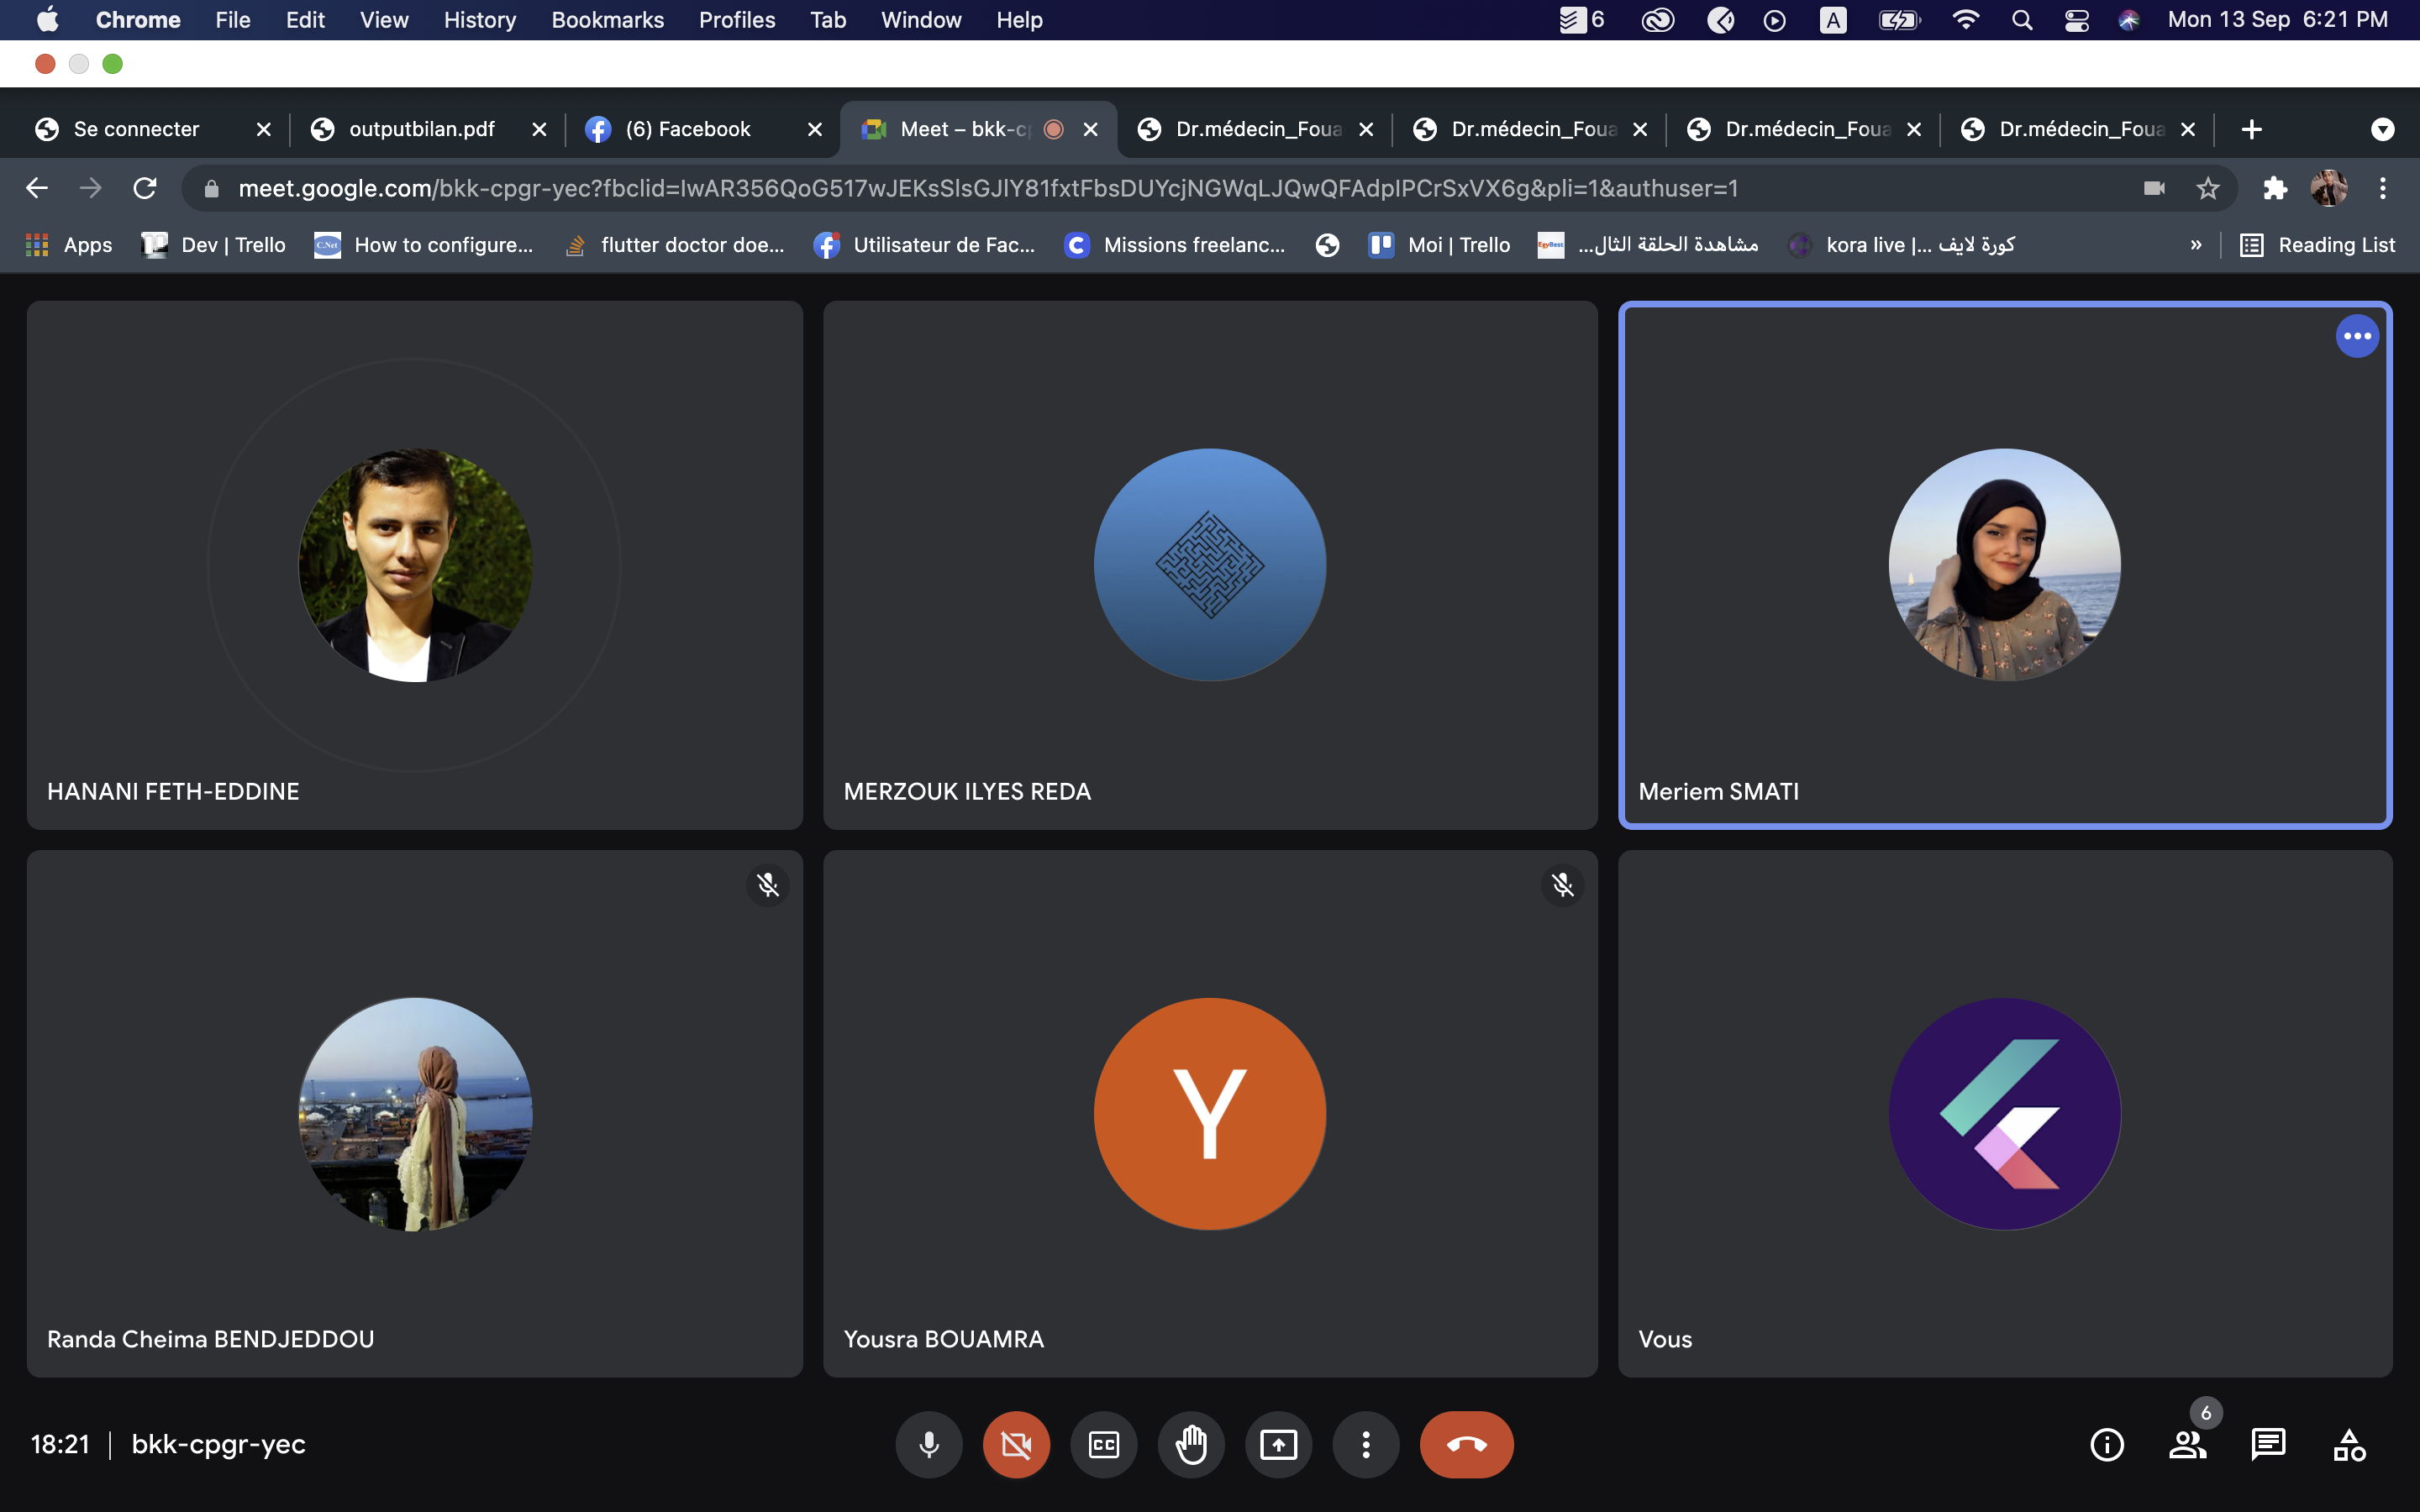 Chrome File Edit View History Bookmarks Profiles Tab Window Help 6 A Mon 13 Sep 6:21 PM
Se connecter outputbilan.pdf (6) Facebook Meet – bkk-c Dr.médecin_Foua Dr.médecin_Foua Dr.médecin_Foua Dr.médecin_Foua
meet.google.com/bkk-cpgr-yec?fbclid=IwAR356QoG517wJEKsSlsGJlY81fxtFbsDUYcjNGWqLJQwQFAdpIPCrSxVX6g&pli=1&authuser=1
Apps Dev | Trello C.Net How to configure... flutter doctor doe... Utilisateur de Fac... C Missions freelanc... Moi | Trello EgyBest مشاهدة الحلقة الثال... kora live |... كورة لايف » Reading List
HANANI FETH-EDDINE
MERZOUK ILYES REDA
Meriem SMATI
Y
Randa Cheima BENDJEDDOU
Yousra BOUAMRA
Vous
18:21 | bkk-cpgr-yec CC 6